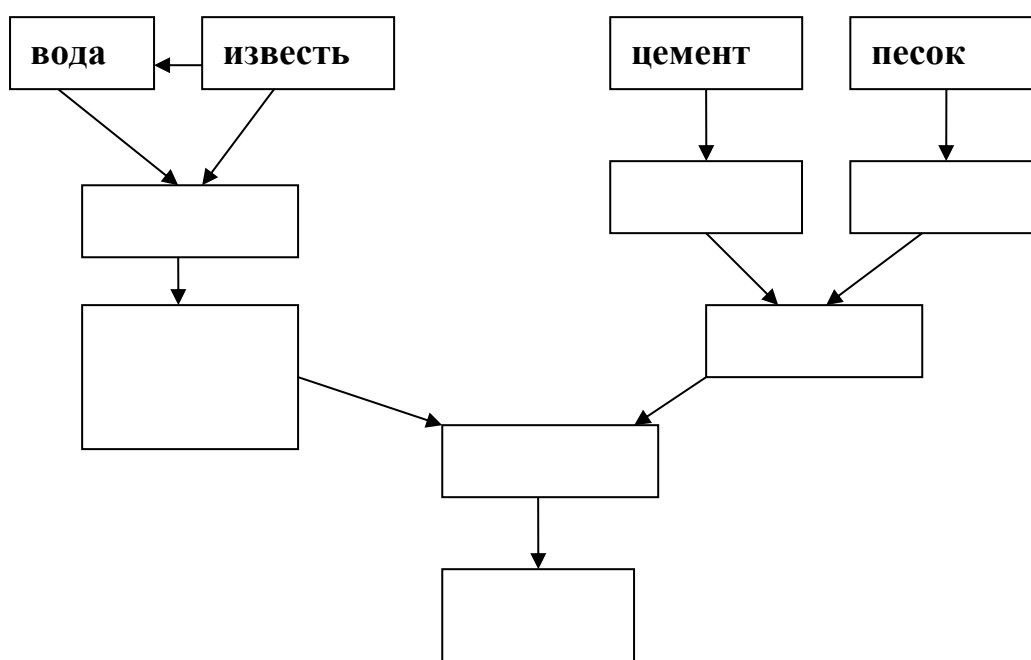 вода
известь
цемент
песок